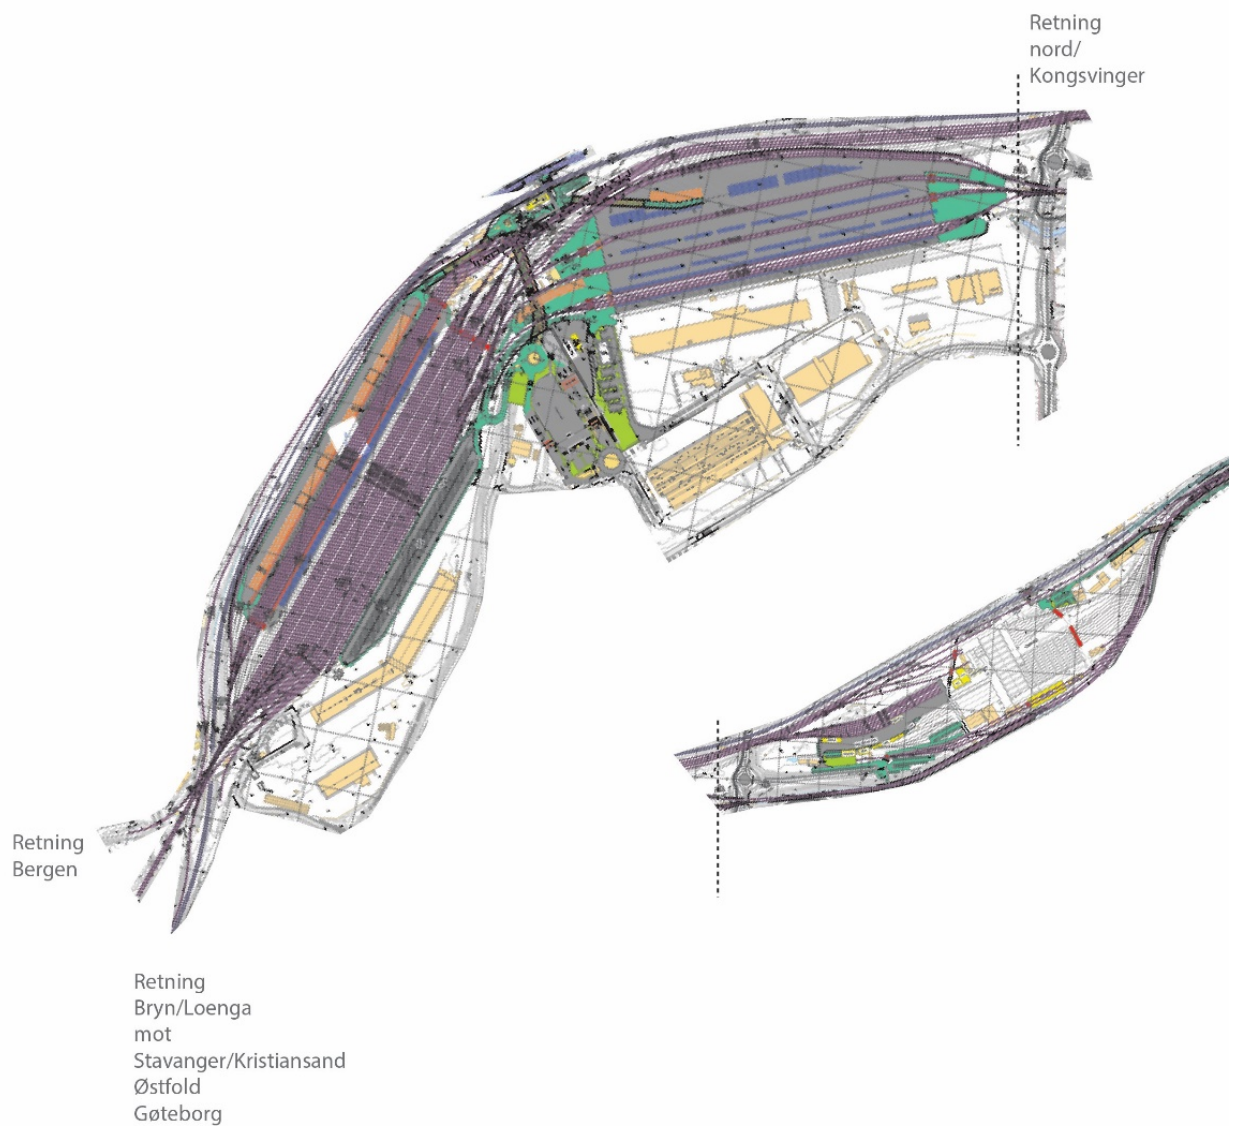 Retning
nord/
Kongsvinger
Retning
Bergen
Retning
Bryn/Loenga
mot
Stavanger/Kristiansand
Østfold
Gøteborg